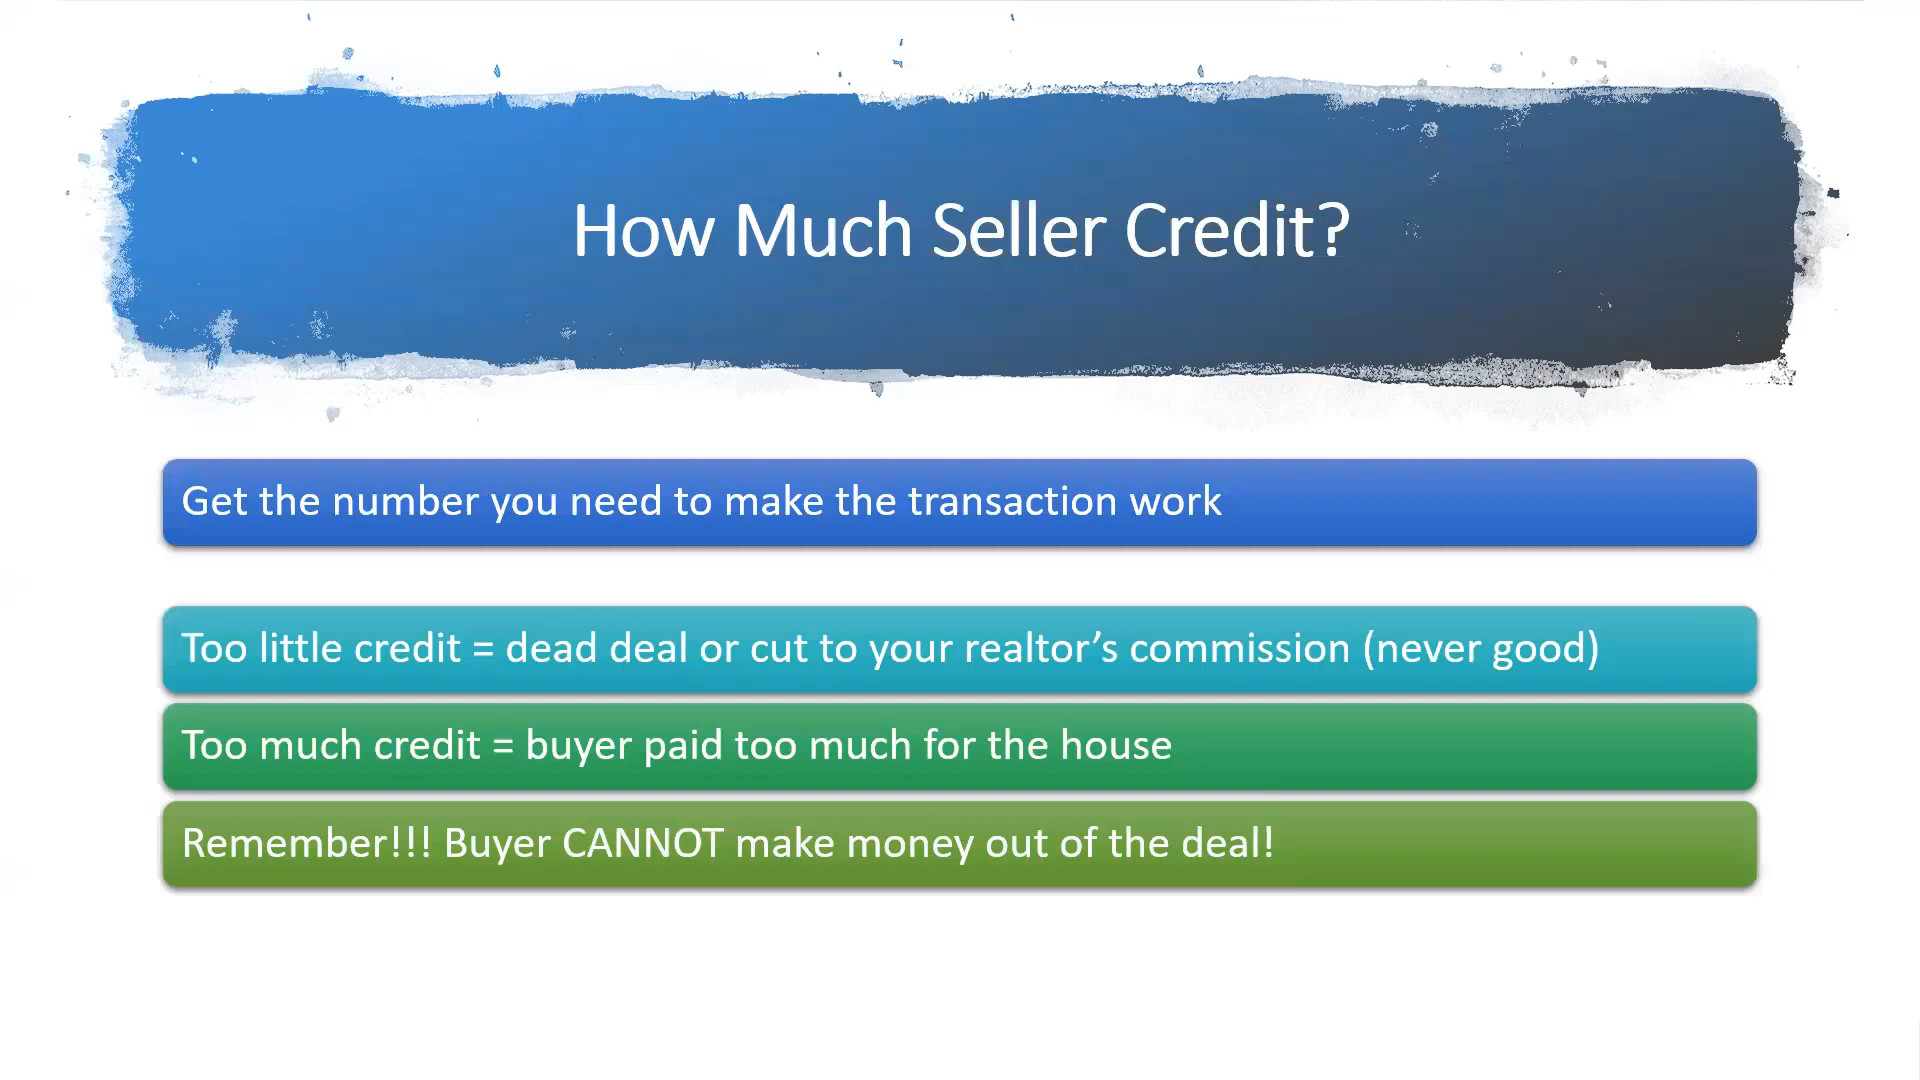 How Much Seller Credit?
Get the number you need to make the transaction work
Too little credit = dead deal or cut to your realtor’s commission (never good)
Too much credit = buyer paid too much for the house
Remember!!! Buyer CANNOT make money out of the deal!